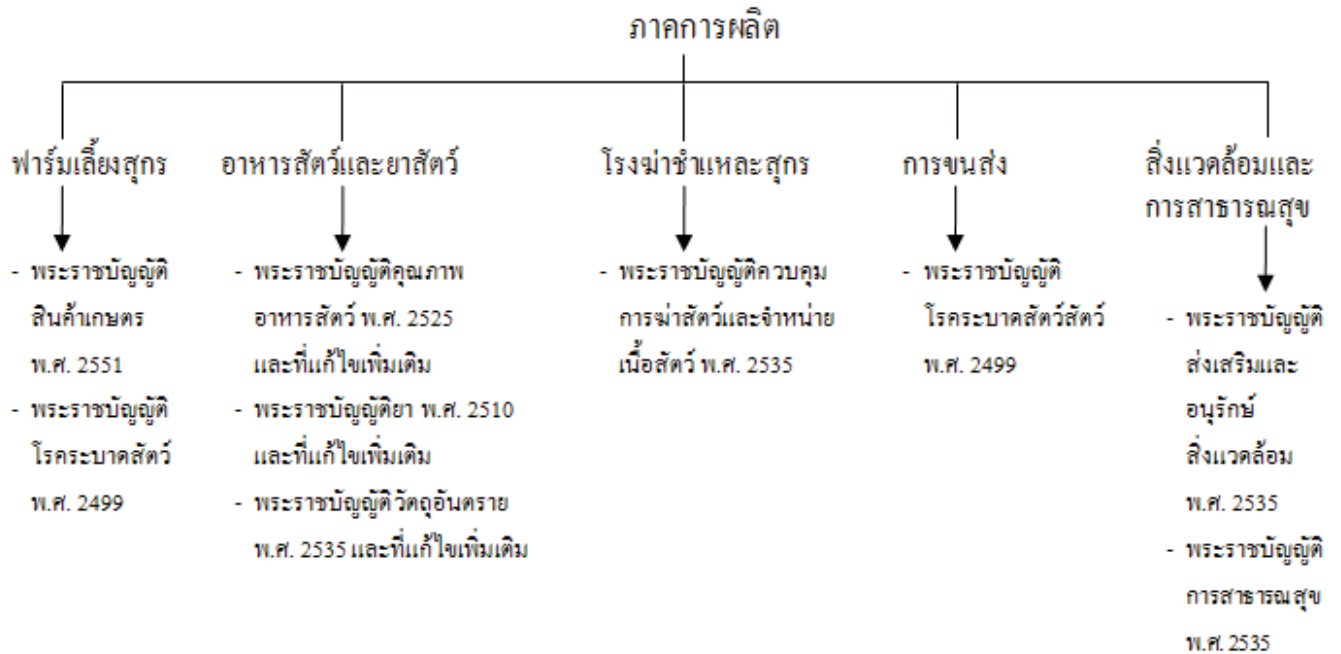 ภาคการผลิต
ฟาร์มเลี้ยงสุกร
- พระราชบัญญัติ
สินค้าเกษตร
พ.ศ. 2551
- พระราชบัญญัติ
โรคระบาดสัตว์
พ.ศ. 2499
อาหารสัตว์และยาสัตว์
- พระราชบัญญัติคุณภาพ
อาหารสัตว์ พ.ศ. 2525
และที่แก้ไขเพิ่มเติม
- พระราชบัญญัติยา พ.ศ. 2510
และที่แก้ไขเพิ่มเติม
- พระราชบัญญัติวัตถุอันตราย
พ.ศ. 2535 และที่แก้ไขเพิ่มเติม
โรงฆ่าชำแหละสุกร
- พระราชบัญญัติควบคุม
การฆ่าสัตว์และจำหน่าย
เนื้อสัตว์ พ.ศ. 2535
การขนส่ง
- พระราชบัญญัติ
โรคระบาดสัตว์สัตว์
พ.ศ. 2499
สิ่งแวดล้อมและ
การสาธารณสุข
- พระราชบัญญัติ
ส่งเสริมและ
อนุรักษ์
สิ่งแวดล้อม
พ.ศ. 2535
- พระราชบัญญัติ
การสาธารณสุข
พ.ศ. 2535